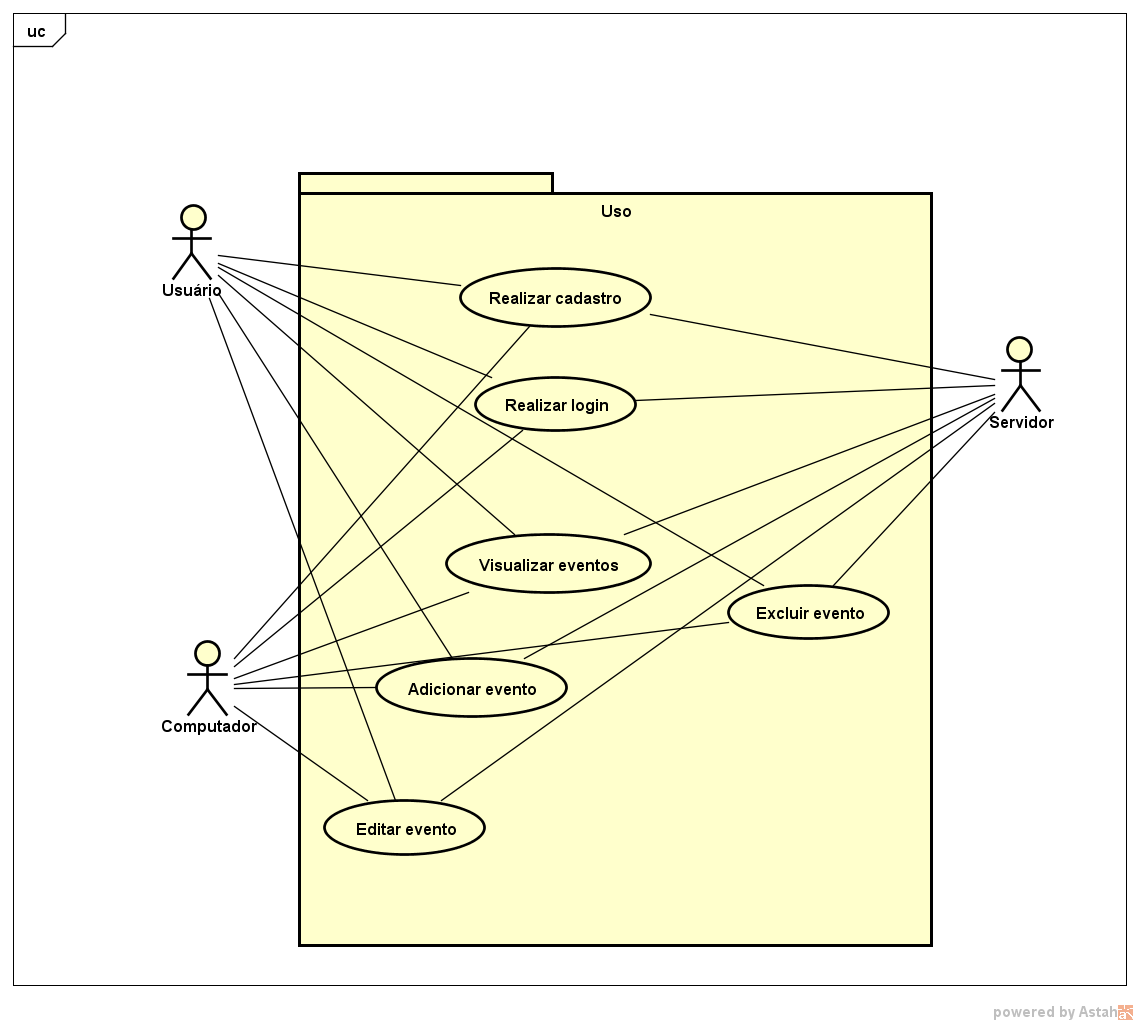 uc
Uso
Usuário
Realizar cadastro
Servidor
Realizar login
Visualizar eventos
Excluir evento
Adicionar evento
Computador
Editar evento
powered by Astah